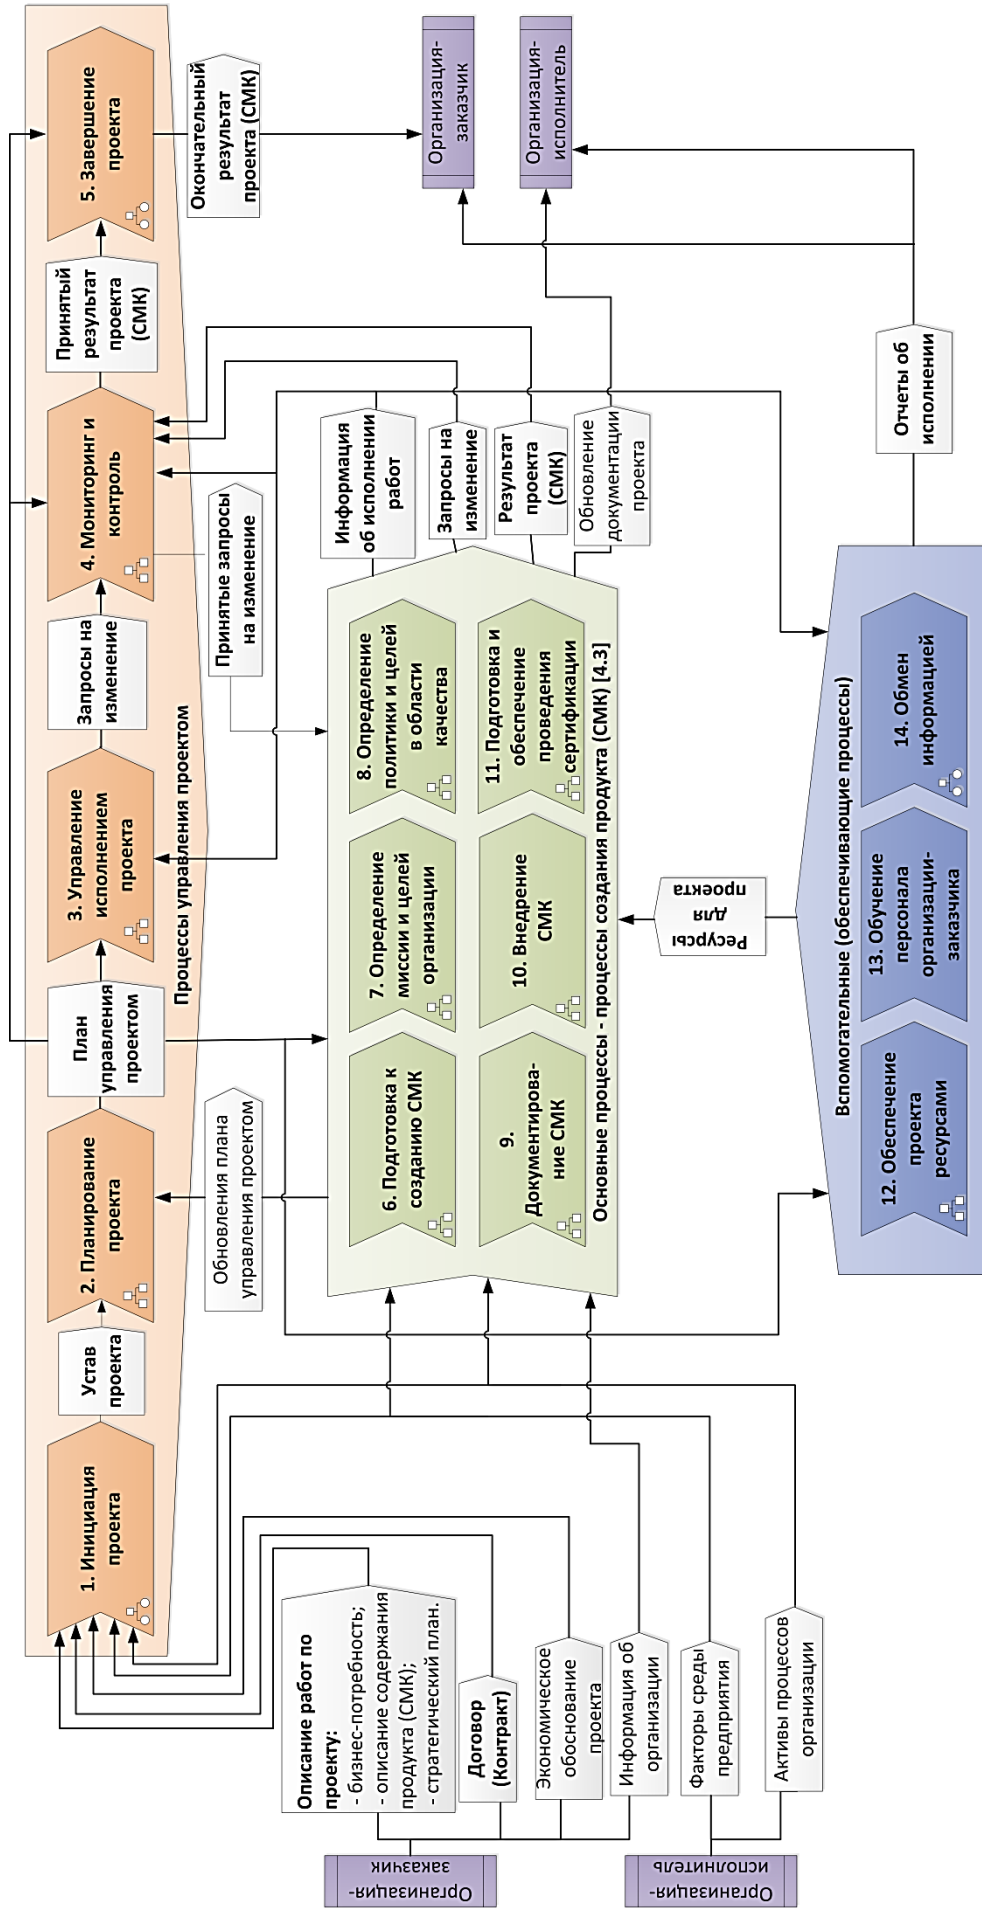 1. Инициация
проекта
Устав
проекта
2. Планирование
проекта
План
управления
проектом
3. Управление
исполнением
проекта
Запросы на
изменение
4. Мониторинг и
контроль
Принятый
результат
проекта
(СМК)
5. Завершение
проекта
Процессы управления проектом
Окончательный
результат
проекта (СМК)
Обновления плана
управления проектом
Принятые запросы
на изменение
Организация-
заказчик
Описание работ по
проекту:
- бизнес-потребность;
- описание содержания
продукта (СМК);
- стратегический план.
Договор
(Контракт)
Экономическое
обоснование
проекта
Информация об
организации
Организация-
исполнитель
Факторы среды
предприятия
Активы процессов
организации
6. Подготовка к
созданию СМК
7. Определение
миссии и целей
организации
8. Определение
политики и целей
в области
качества
9.
Документирова-
ние СМК
10. Внедрение
СМК
11. Подготовка и
обеспечение
проведения
сертификации
Основные процессы - процессы создания продукта (СМК) [4.3]
Информация
об исполнении
работ
Запросы на
изменение
Результат
проекта
(СМК)
Обновление
документации
проекта
Организация-
заказчик
Организация-
исполнитель
Ресурсы
для
проекта
Вспомогательные (обеспечивающие процессы)
12. Обеспечение
проекта
ресурсами
13. Обучение
персонала
организации-
заказчика
14. Обмен
информацией
Отчеты об
исполнении